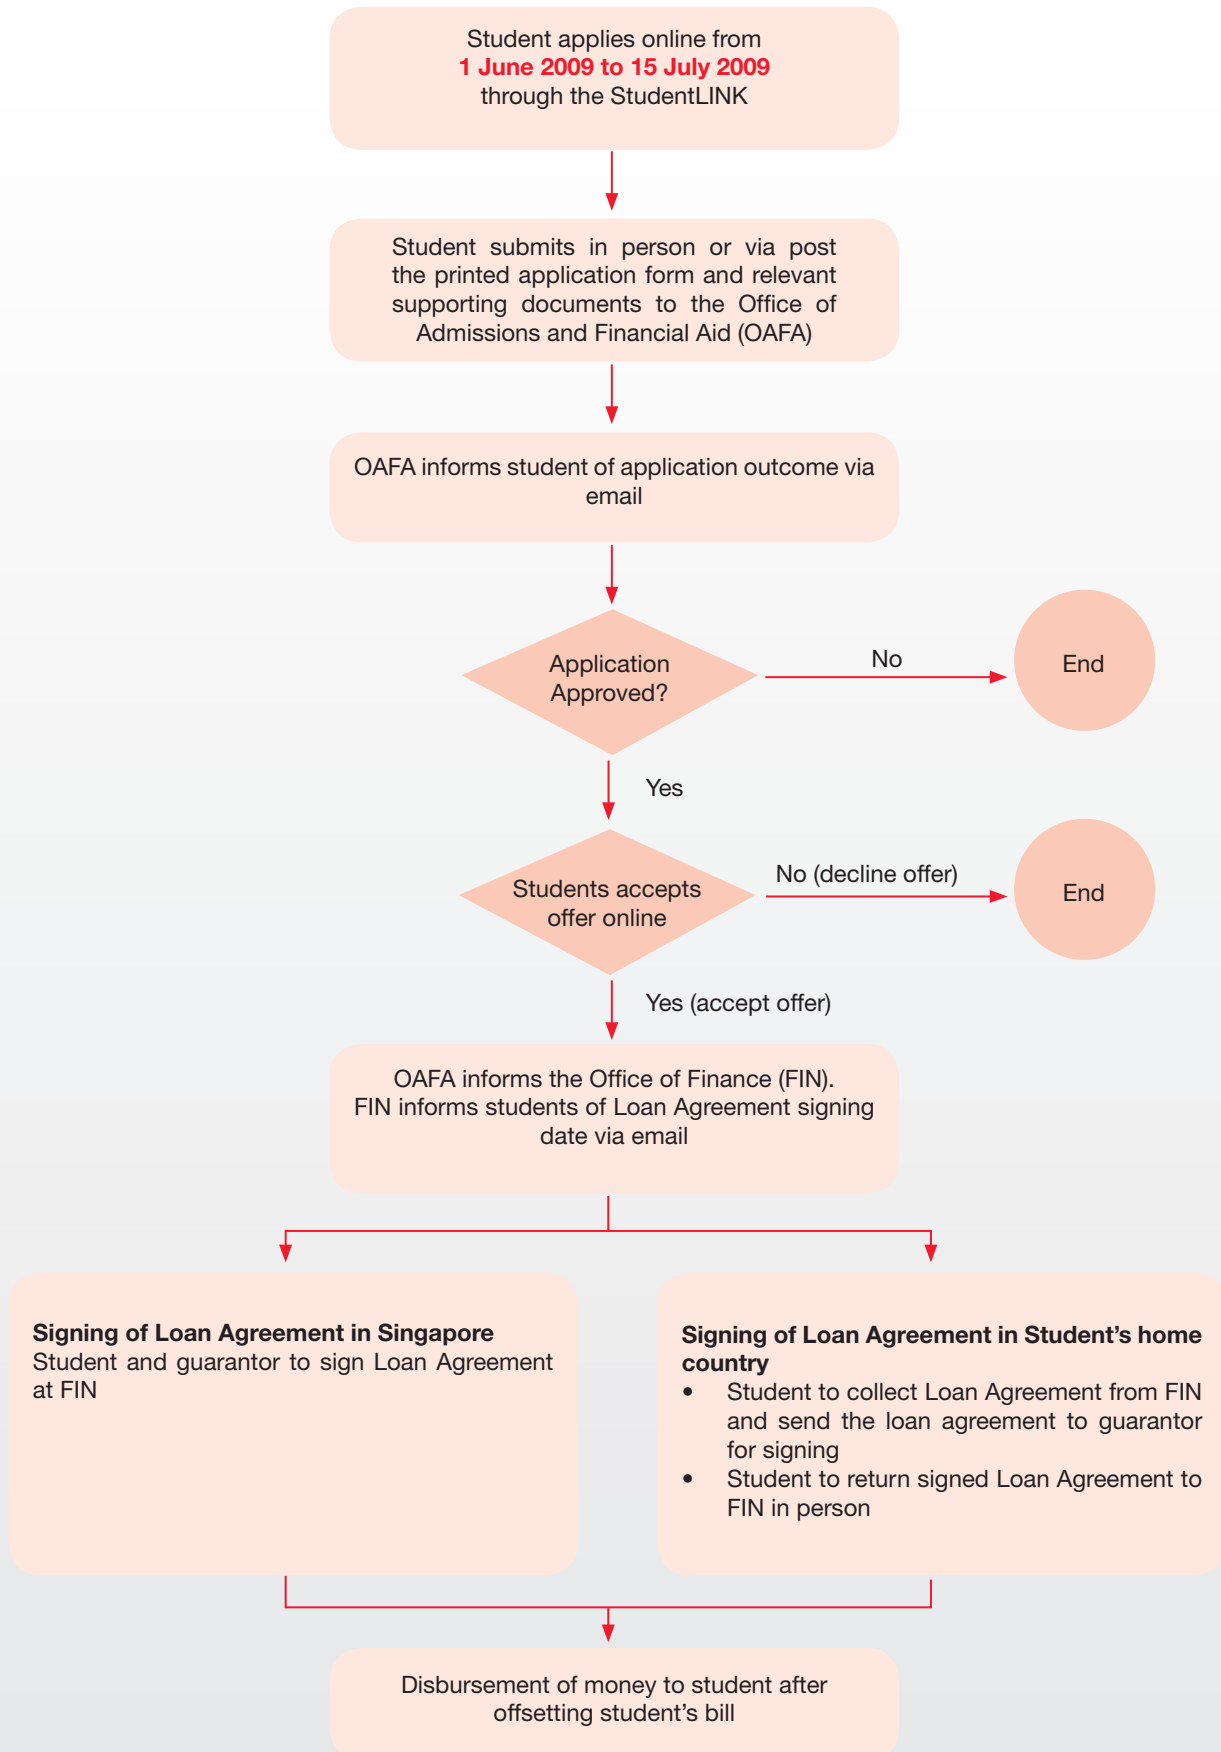 Student applies online from
1 June 2009 to 15 July 2009
through the StudentLINK
Student submits in person or via post
the printed application form and relevant
supporting documents to the Office of
Admissions and Financial Aid (OAFA)
OAFA informs student of application outcome via
email
Application
Approved?
No
End
Yes
Students accepts
offer online
No (decline offer)
End
Yes (accept offer)
OAFA informs the Office of Finance (FIN).
FIN informs students of Loan Agreement signing
date via email
Signing of Loan Agreement in Singapore
Student and guarantor to sign Loan Agreement
at FIN
Signing of Loan Agreement in Student's home
country
• Student to collect Loan Agreement from FIN
and send the loan agreement to guarantor
for signing
• Student to return signed Loan Agreement to
FIN in person
Disbursement of money to student after
offsetting student's bill